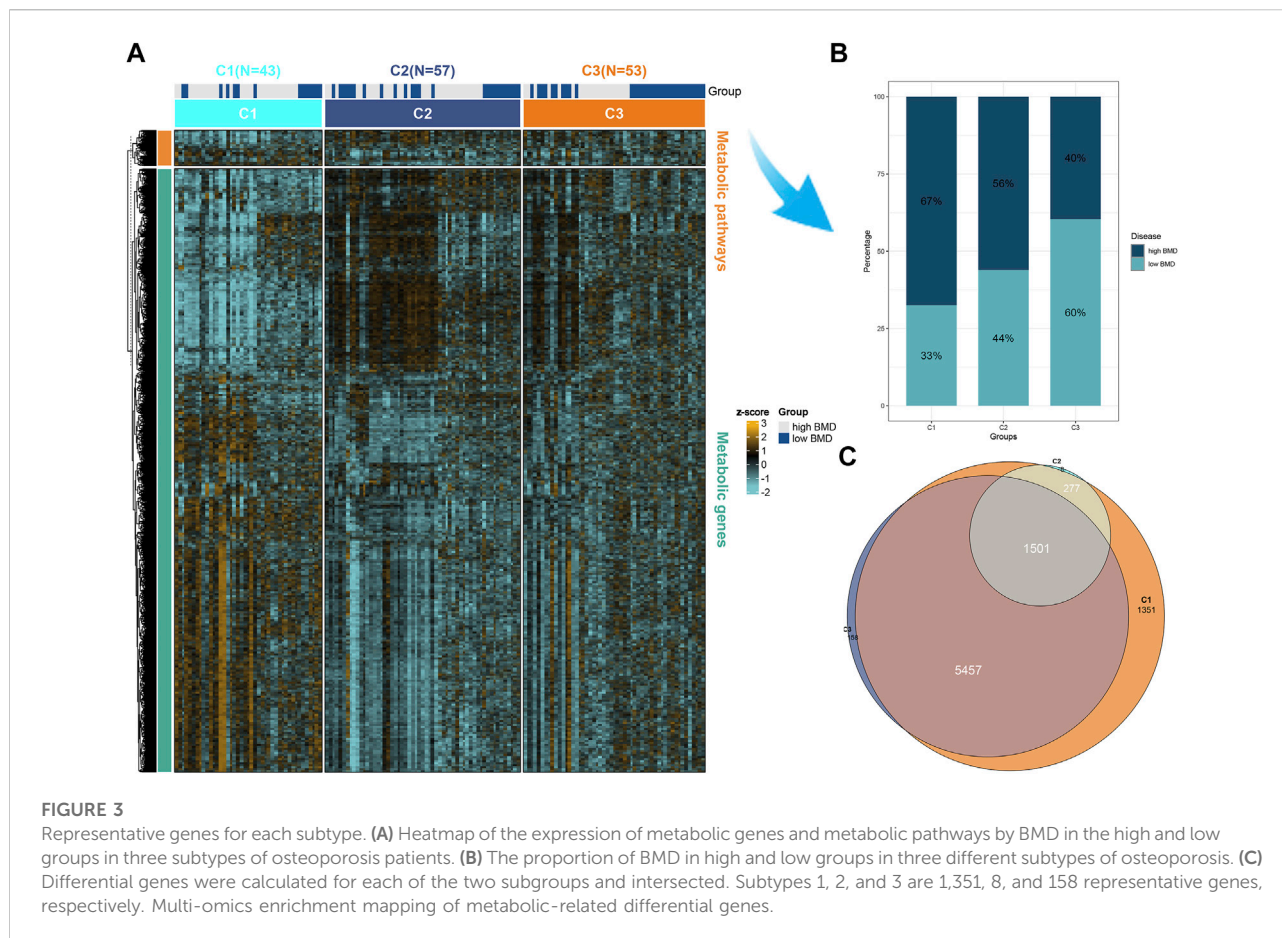 A
C1(N=43)
C2(N=57)
C3(N=53)
Group
C1
C2
C3
Metabolic pathways
Metabolic genes
z-score
3
2
1
0
-1
-2
Group
high BMD
low BMD
B
Percentage
100
75
50
25
0
67%
33%
56%
44%
40%
60%
C1
C2
C3
Groups
Disease
high BMD
low BMD
C
C2
8
277
1501
C1
1351
C3
158
5457
FIGURE 3
Representative genes for each subtype. (A) Heatmap of the expression of metabolic genes and metabolic pathways by BMD in the high and low
groups in three subtypes of osteoporosis patients. (B) The proportion of BMD in high and low groups in three different subtypes of osteoporosis. (C)
Differential genes were calculated for each of the two subgroups and intersected. Subtypes 1, 2, and 3 are 1,351, 8, and 158 representative genes,
respectively. Multi-omics enrichment mapping of metabolic-related differential genes.